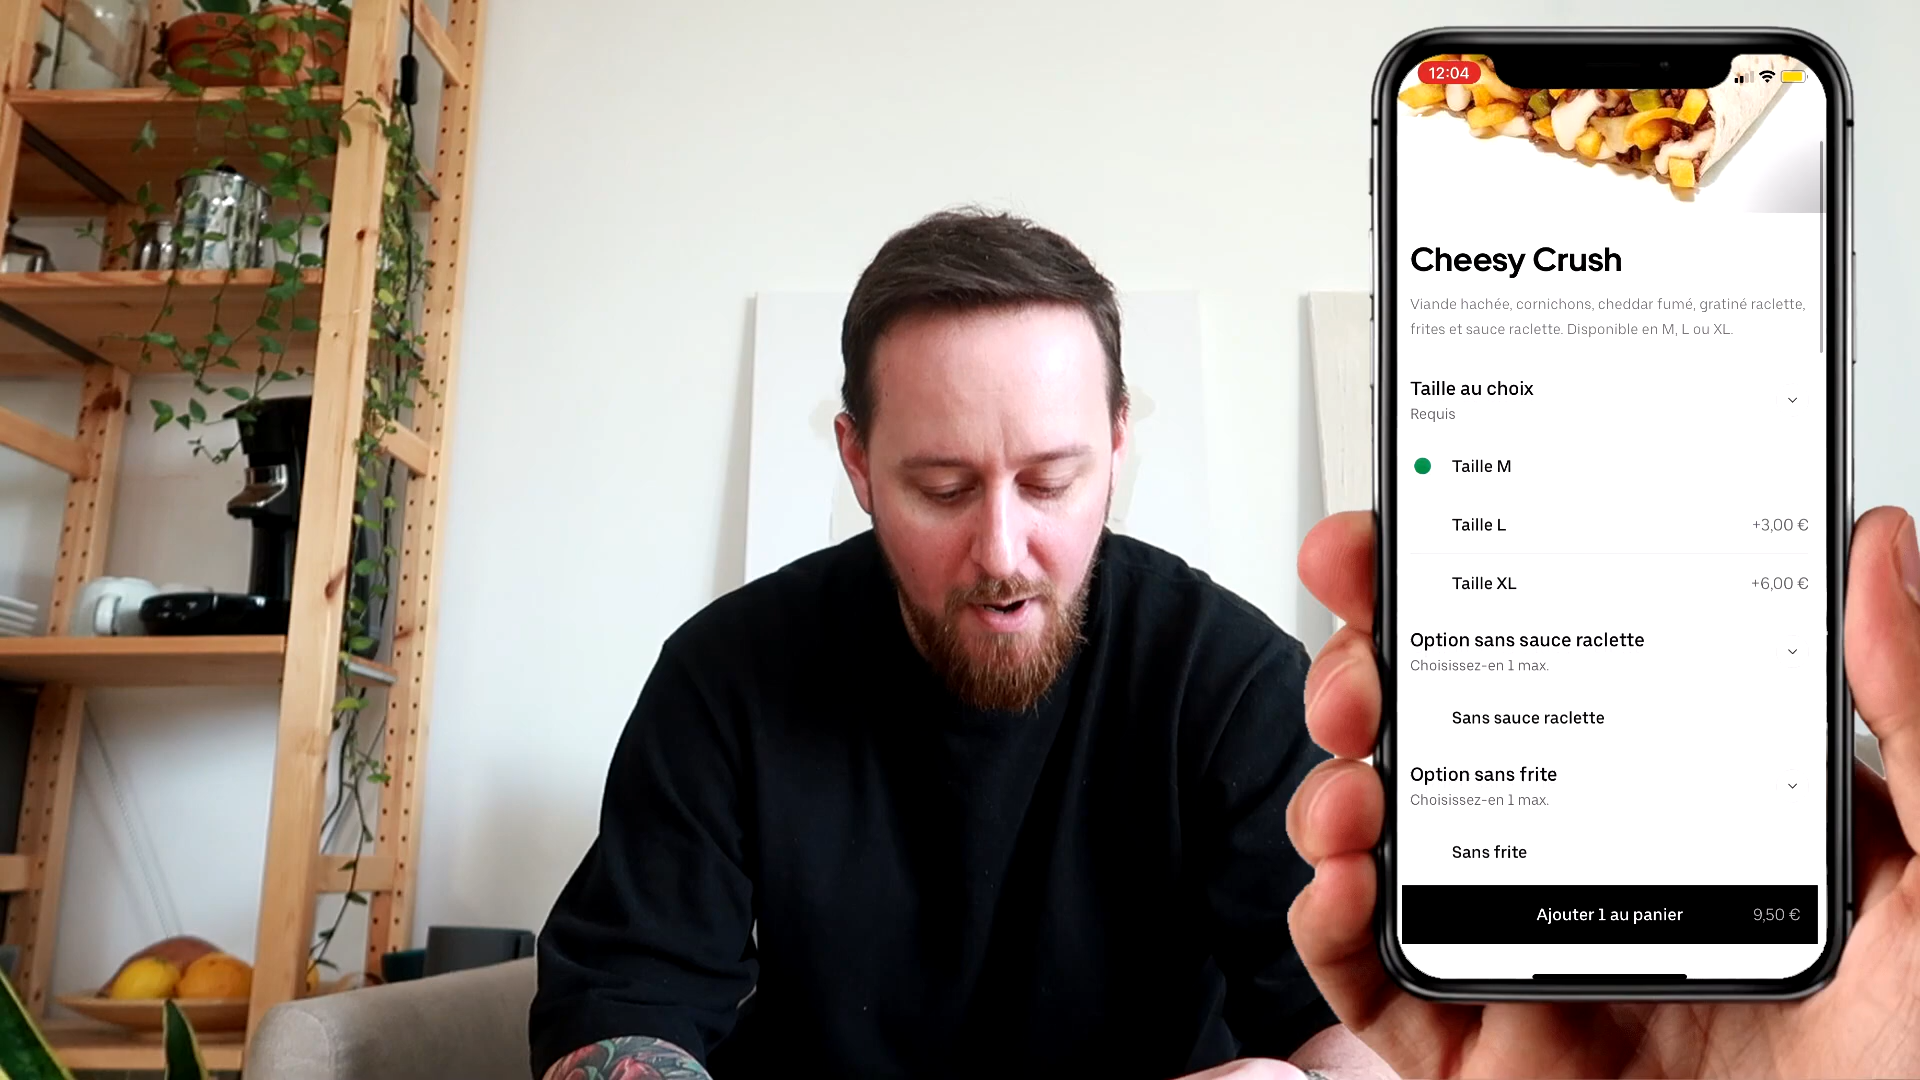 12:04
Cheesy Crush
Viande hachée, cornichons, cheddar fumé, gratiné raclette,
frites et sauce raclette. Disponible en M, L ou XL.
Taille au choix
Requis
Taille M
Taille L +3,00 €
Taille XL +6,00 €
Option sans sauce raclette
Choisissez-en 1 max.
Sans sauce raclette
Option sans frite
Choisissez-en 1 max.
Sans frite
Ajouter 1 au panier 9,50 €